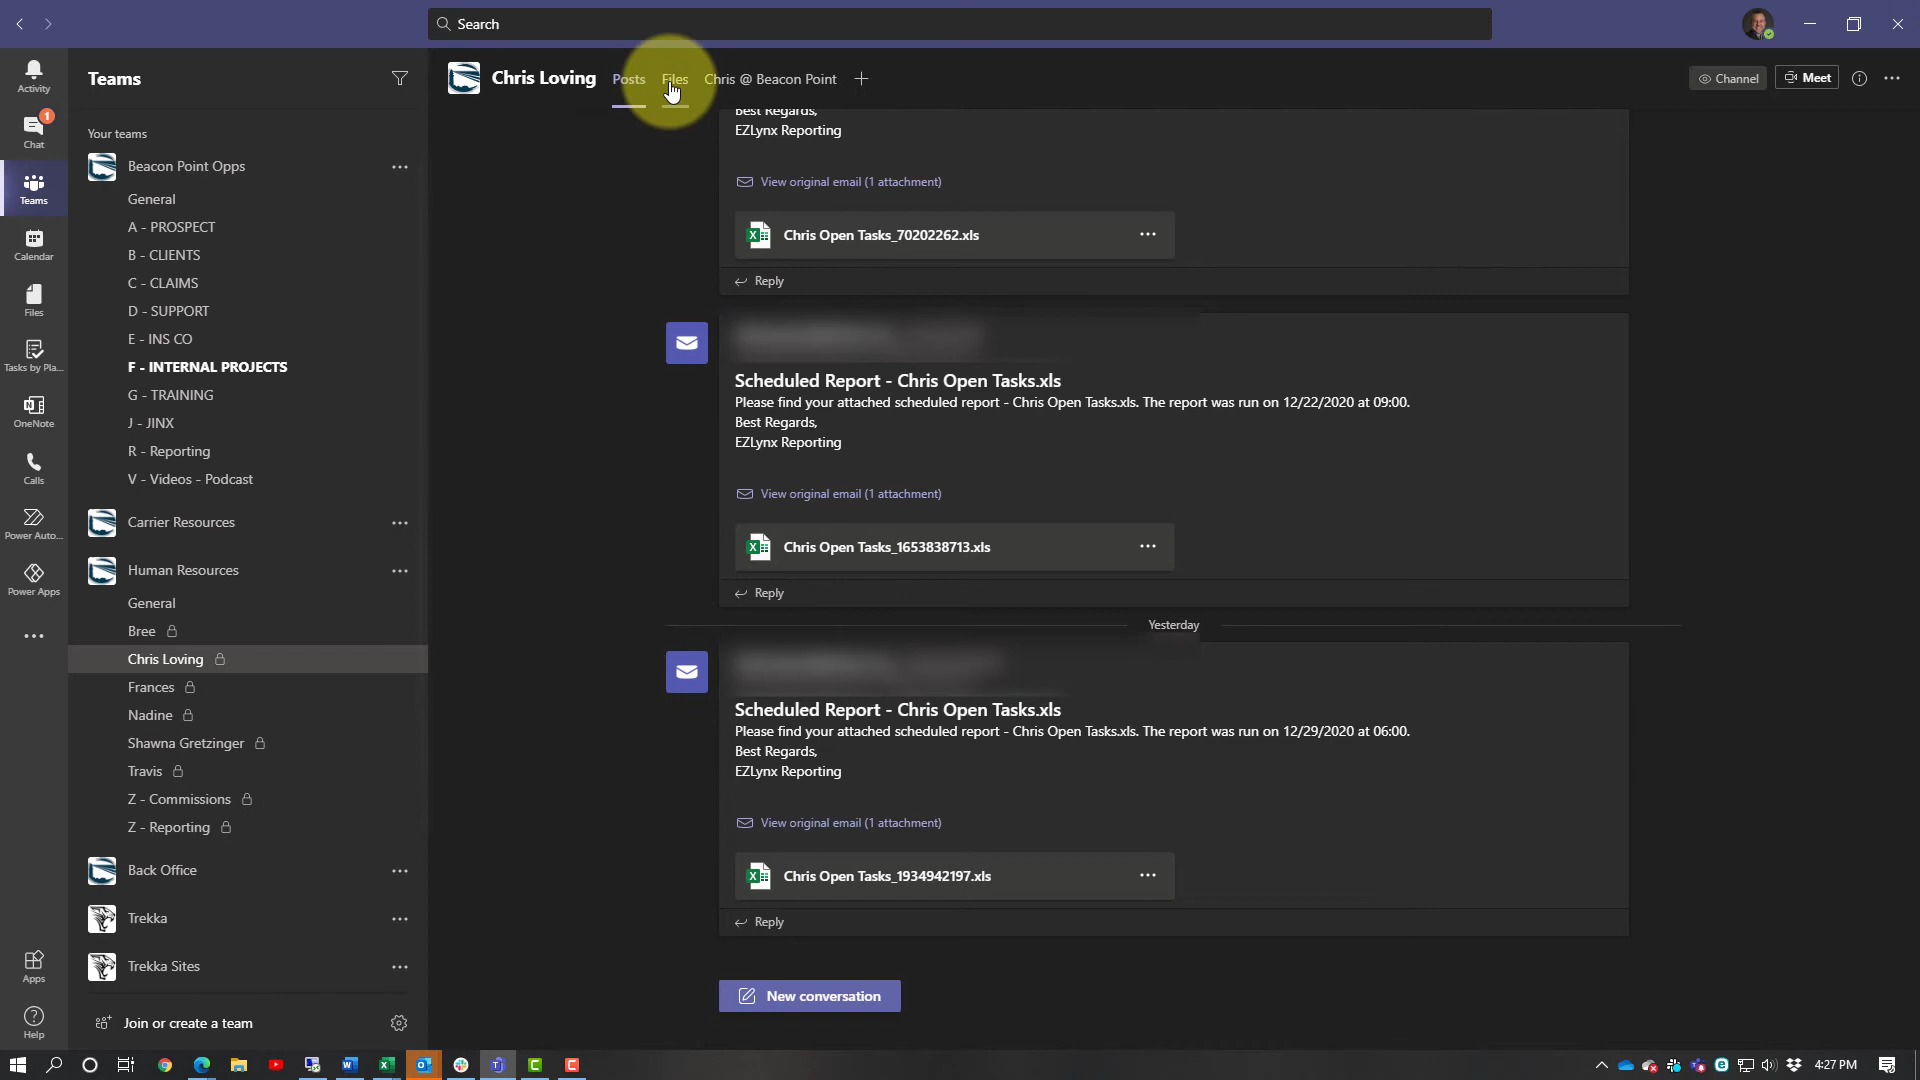 Search
Activity
Chat
1
Teams
Calendar
Files
Tasks by Pla...
OneNote
Calls
Power Auto...
Power Apps
Apps
Help
Teams
Your teams
Beacon Point Opps
General
A - PROSPECT
B - CLIENTS
C - CLAIMS
D - SUPPORT
E - INS CO
F - INTERNAL PROJECTS
G - TRAINING
J - JINX
R - Reporting
V - Videos - Podcast
Carrier Resources
Human Resources
General
Bree
Chris Loving
Frances
Nadine
Shawna Gretzinger
Travis
Z - Commissions
Z - Reporting
Back Office
Trekka
Trekka Sites
Join or create a team
Chris Loving Posts Files Chris @ Beacon Point
Channel Meet
Best Regards,
EZLynx Reporting
View original email (1 attachment)
Chris Open Tasks_70202262.xls
Reply
Scheduled Report - Chris Open Tasks.xls
Please find your attached scheduled report - Chris Open Tasks.xls. The report was run on 12/22/2020 at 09:00.
Best Regards,
EZLynx Reporting
View original email (1 attachment)
Chris Open Tasks_1653838713.xls
Reply
Yesterday
Scheduled Report - Chris Open Tasks.xls
Please find your attached scheduled report - Chris Open Tasks.xls. The report was run on 12/29/2020 at 06:00.
Best Regards,
EZLynx Reporting
View original email (1 attachment)
Chris Open Tasks_1934942197.xls
Reply
New conversation
4:27 PM